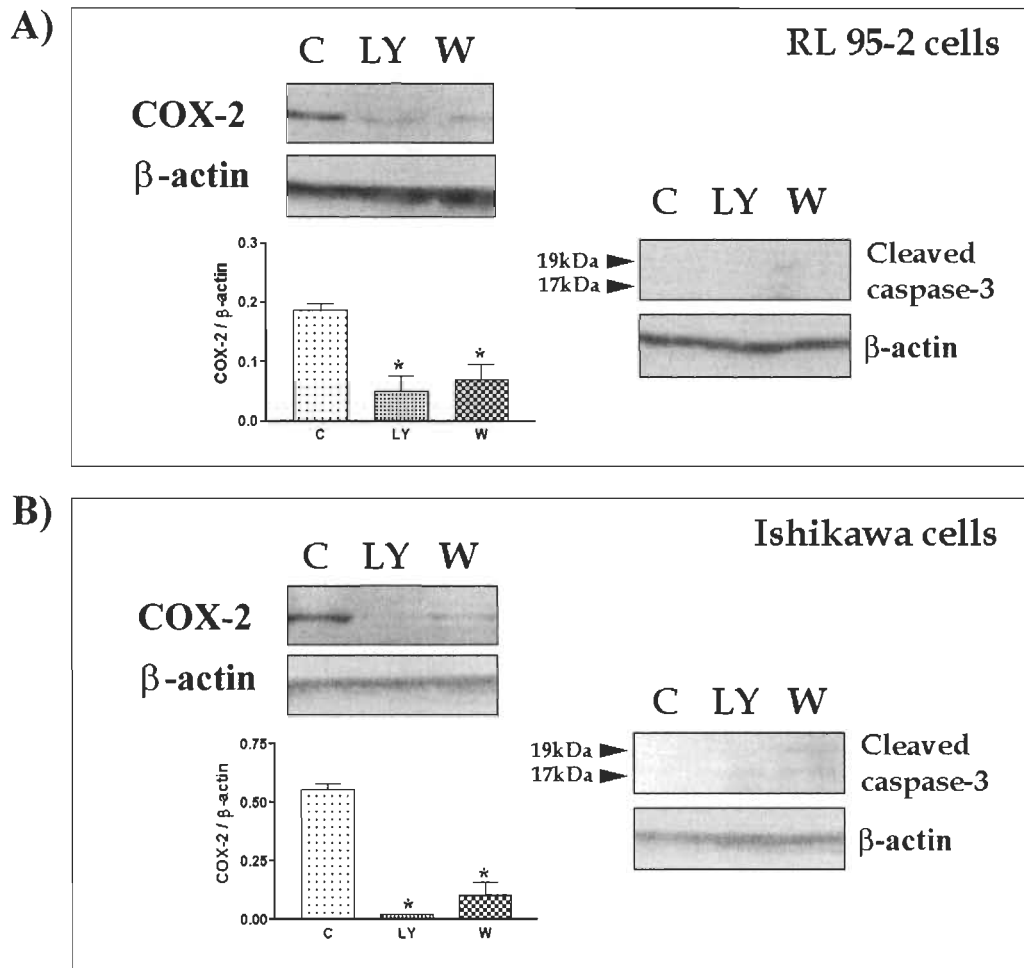 A)
RL 95-2 cells
C LY W
COX-2
β-actin
COX-2 / β-actin
0.3
0.2
0.1
0.0
* *
C LY W
C LY W
19kDa
17kDa
Cleaved
caspase-3
β-actin
B)
Ishikawa cells
C LY W
COX-2
β-actin
COX-2 / β-actin
0.75
0.50
0.25
0.00
* *
C LY W
C LY W
19kDa
17kDa
Cleaved
caspase-3
β-actin